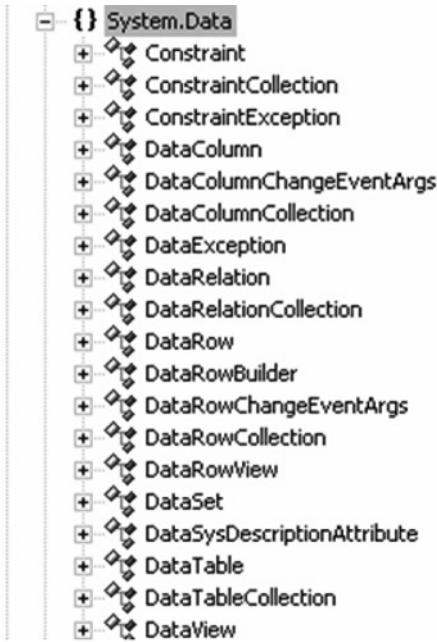 {} System.Data
Constraint
ConstraintCollection
ConstraintException
DataColumn
DataColumnChangeEventArgs
DataColumnCollection
DataException
DataRelation
DataRelationCollection
DataRow
DataRowBuilder
DataRowChangeEventArgs
DataRowCollection
DataRowView
DataSet
DataSysDescriptionAttribute
DataTable
DataTableCollection
DataView